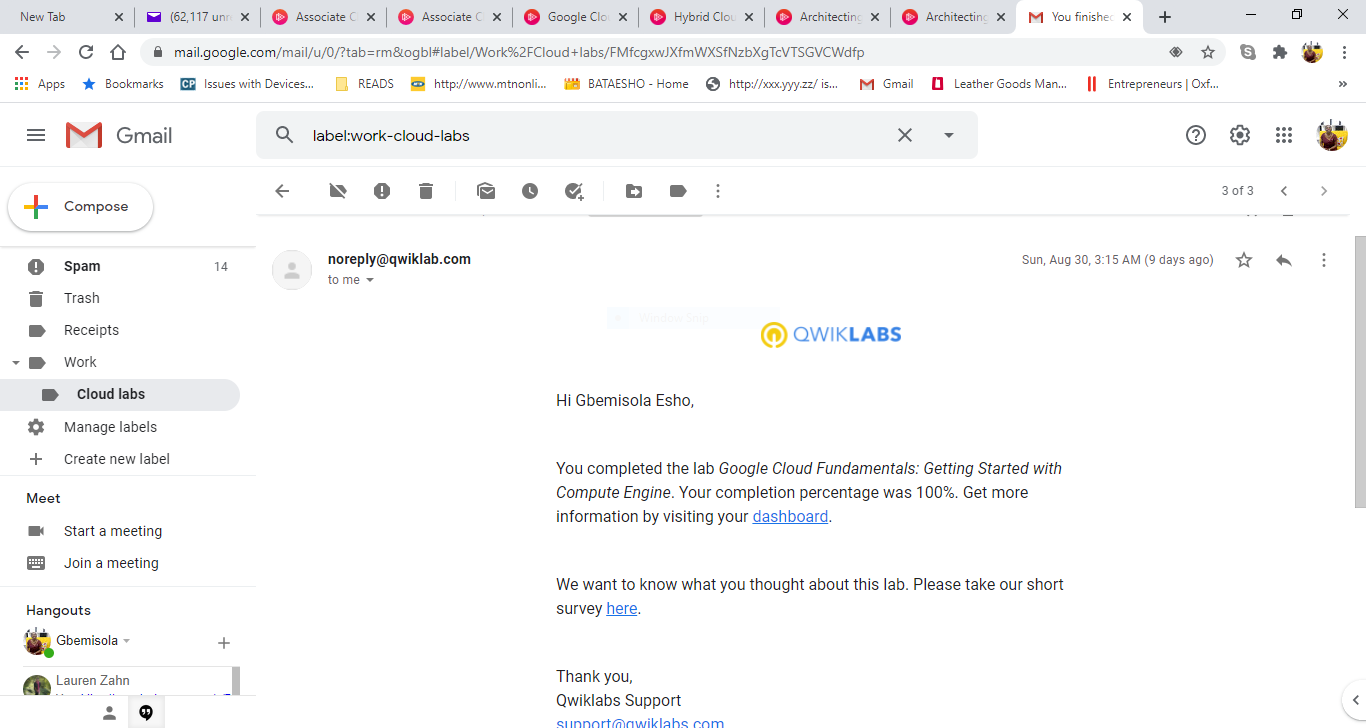 New Tab
(62,117 unr
Associate C
Associate C
Google Clou
Hybrid Clou
Architecting
Architecting
You finished
mail.google.com/mail/u/0/?tab=rm&ogbl#label/Work%2FCloud+labs/FMfcgxwJXfmWXSfNzbXgTcVTSGVCWdfp
Apps
Bookmarks
CP Issues with Devices...
READS
http://www.mtnonli...
BATAESHO - Home
http://xxx.yyy.zz/ is...
Gmail
Leather Goods Man...
Entrepreneurs | Oxf...
»
Gmail
label:work-cloud-labs
Compose
3 of 3
Spam 14
Trash
Receipts
Work
Cloud labs
Manage labels
Create new label
Meet
Start a meeting
Join a meeting
Hangouts
Gbemisola
Lauren Zahn
noreply@qwiklab.com
to me
Sun, Aug 30, 3:15 AM (9 days ago)
Window Snip
QWIKLABS
Hi Gbemisola Esho,
You completed the lab Google Cloud Fundamentals: Getting Started with
Compute Engine. Your completion percentage was 100%. Get more
information by visiting your dashboard.
We want to know what you thought about this lab. Please take our short
survey here.
Thank you,
Qwiklabs Support
support@qwiklabs.com